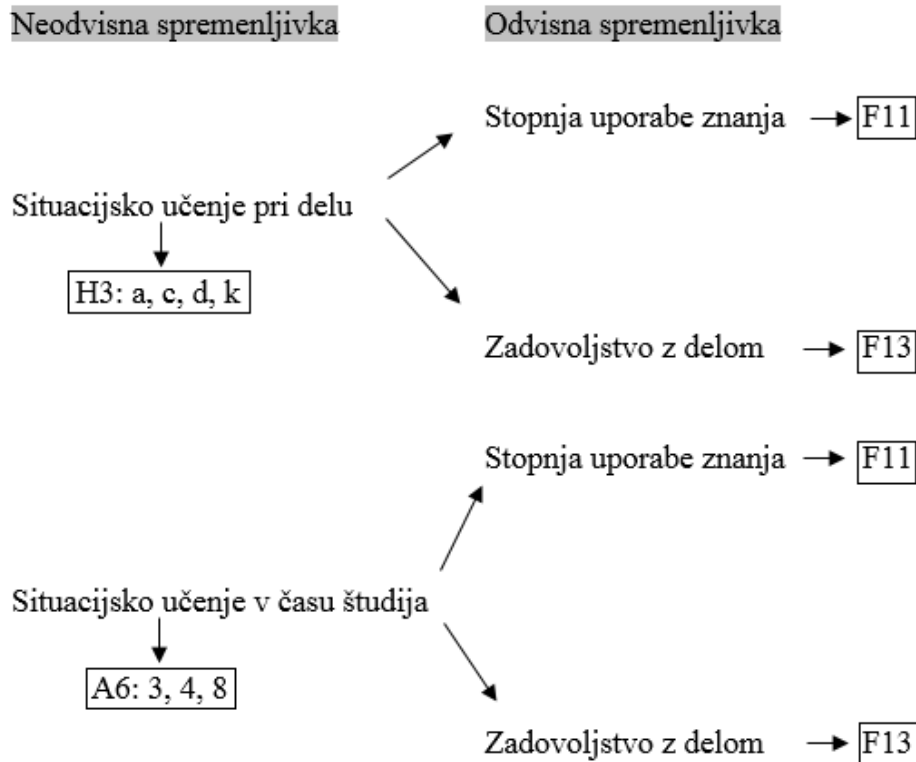 Neodvisna spremenljivka Odvisna spremenljivka
Stopnja uporabe znanja F11
Situacijsko učenje pri delu
H3: a, c, d, k
Zadovoljstvo z delom F13
Stopnja uporabe znanja F11
Situacijsko učenje v času študija
A6: 3, 4, 8
Zadovoljstvo z delom F13